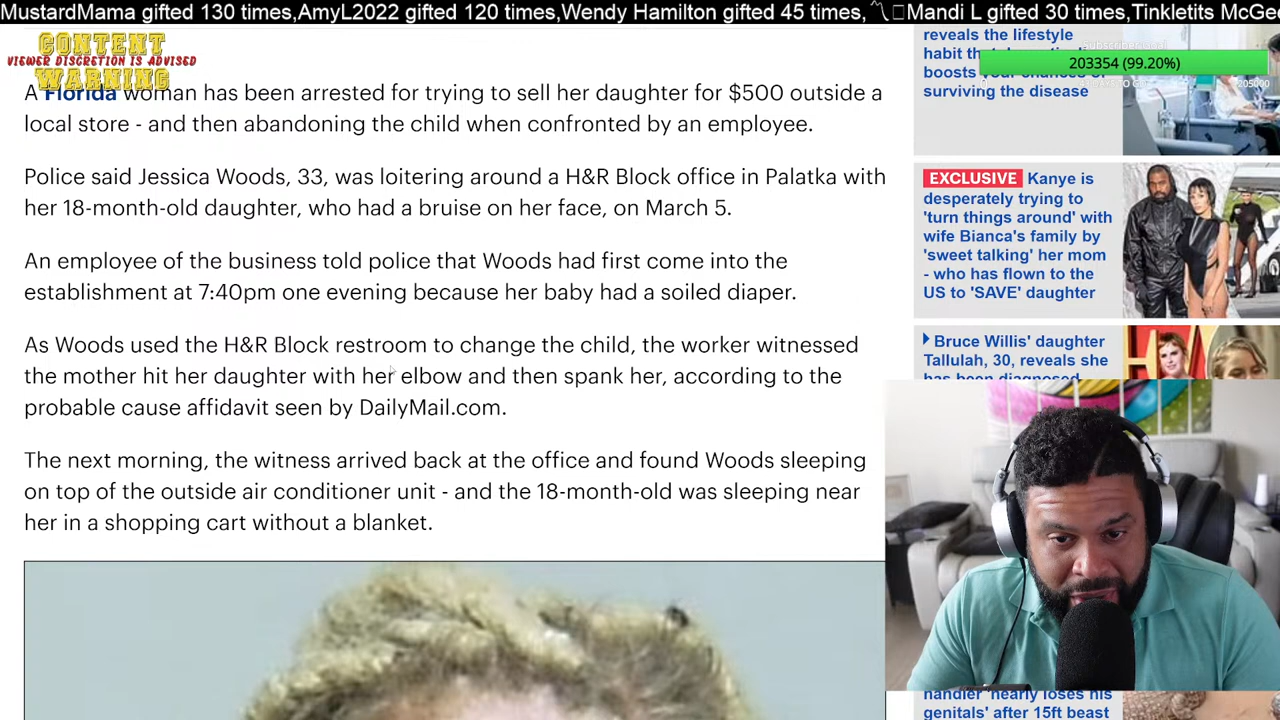 MustardMama gifted 130 times,AmyL2022 gifted 120 times,Wendy Hamilton gifted 45 times, Mandi L gifted 30 times,Tinkletits McGe
CONTENT
VIEWER DISCRETION IS ADVISED
WARNING
A Florida woman has been arrested for trying to sell her daughter for $500 outside a
local store - and then abandoning the child when confronted by an employee.
Police said Jessica Woods, 33, was loitering around a H&R Block office in Palatka with
her 18-month-old daughter, who had a bruise on her face, on March 5.
An employee of the business told police that Woods had first come into the
establishment at 7:40pm one evening because her baby had a soiled diaper.
As Woods used the H&R Block restroom to change the child, the worker witnessed
the mother hit her daughter with her elbow and then spank her, according to the
probable cause affidavit seen by DailyMail.com.
The next morning, the witness arrived back at the office and found Woods sleeping
on top of the outside air conditioner unit - and the 18-month-old was sleeping near
her in a shopping cart without a blanket.
reveals the lifestyle
habit
Subscriber Goal
203354 (99.20%)
205000
boosts your chances of
surviving the disease
EXCLUSIVE Kanye is
desperately trying to
'turn things around' with
wife Bianca's family by
'sweet talking' her mom
- who has flown to the
US to 'SAVE' daughter
Bruce Willis' daughter
Tallulah, 30, reveals she
has been diagnosed
handler 'nearly loses his
genitals' after 15ft beast